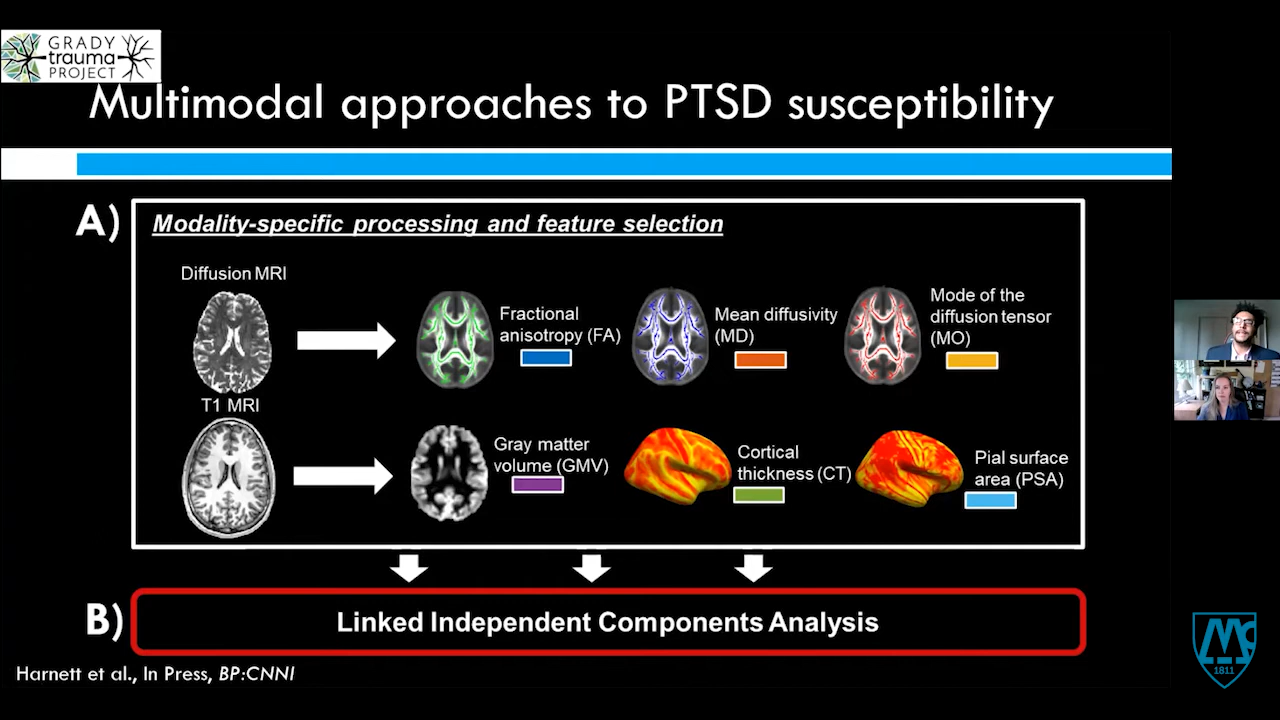 GRADY
trauma
PROJECT
Multimodal approaches to PTSD susceptibility
A)
Modality-specific processing and feature selection
Diffusion MRI
Fractional
anisotropy (FA)
Mean diffusivity
(MD)
Mode of the
diffusion tensor
(MO)
T1 MRI
Gray matter
volume (GMV)
Cortical
thickness (CT)
Pial surface
area (PSA)
B)
Linked Independent Components Analysis
Harnett et al., In Press, BP:CNNI
1811